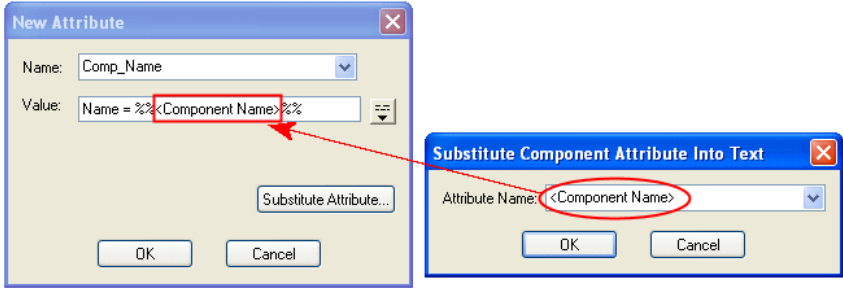 New Attribute
Name: Comp_Name
Value: Name = %%<Component Name>%%
Substitute Attribute...
OK Cancel
Substitute Component Attribute Into Text
Attribute Name: <Component Name>
OK Cancel